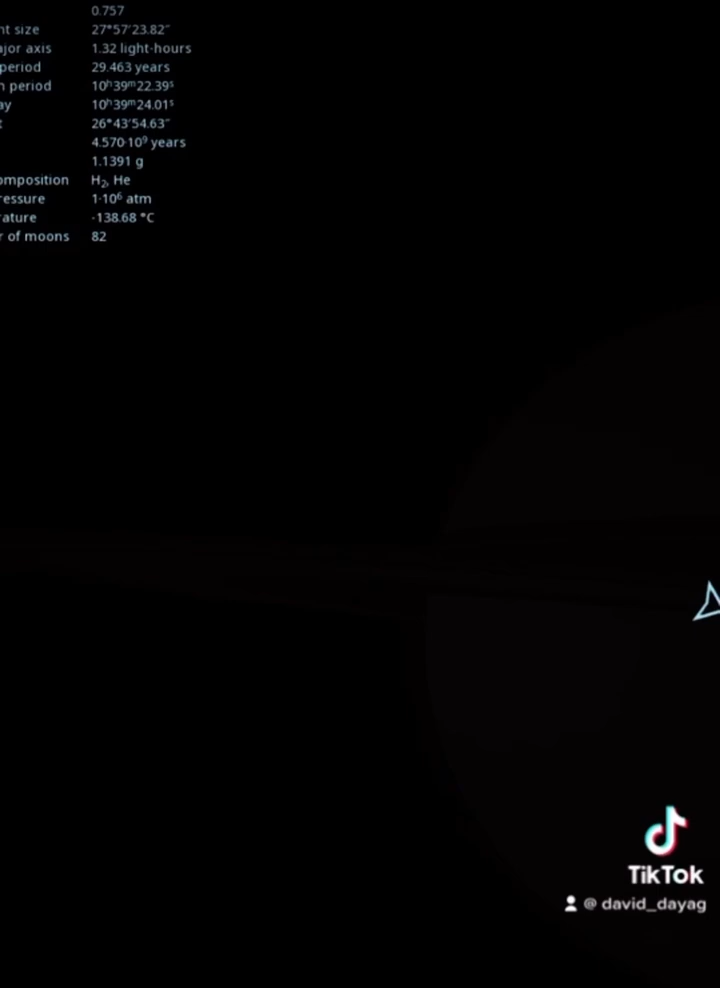 0.757
nt size 27°57′23.82″
ajor axis 1.32 light-hours
period 29.463 years
n period 10ʰ39ᵐ22.39ˢ
ay 10ʰ39ᵐ24.01ˢ
t 26°43′54.63″
4.570·10⁹ years
1.1391 g
omposition H₂, He
ressure 1·10⁶ atm
rature -138.68 °C
r of moons 82
TikTok
@ david_dayag